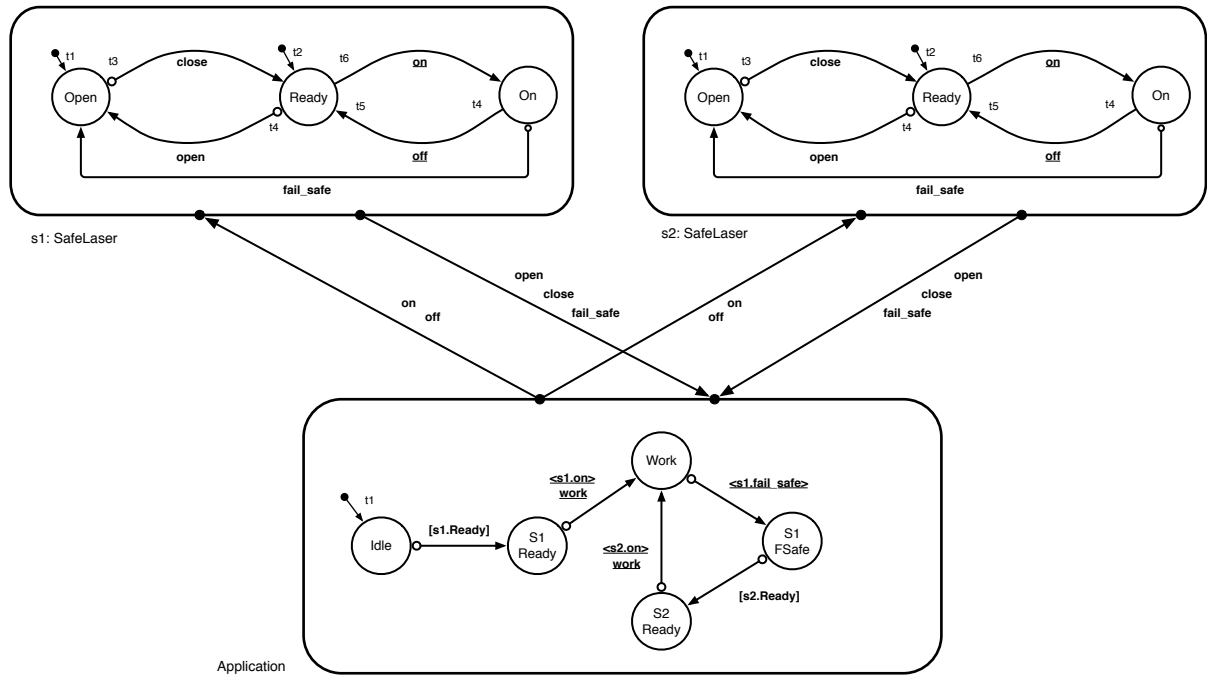 t1
t3
close
t2
t6
on
Open
Ready
On
t5
t4
t4
open
off
fail_safe
s1: SafeLaser
t1
t3
close
t2
t6
on
Open
Ready
On
t5
t4
t4
open
off
fail_safe
s2: SafeLaser
open
close
fail_safe
on
off
on
off
open
close
fail_safe
Work
<s1.on>
work
<s1.fail_safe>
t1
[s1.Ready]
Idle
S1
Ready
<s2.on>
work
S1
FSafe
[s2.Ready]
S2
Ready
Application